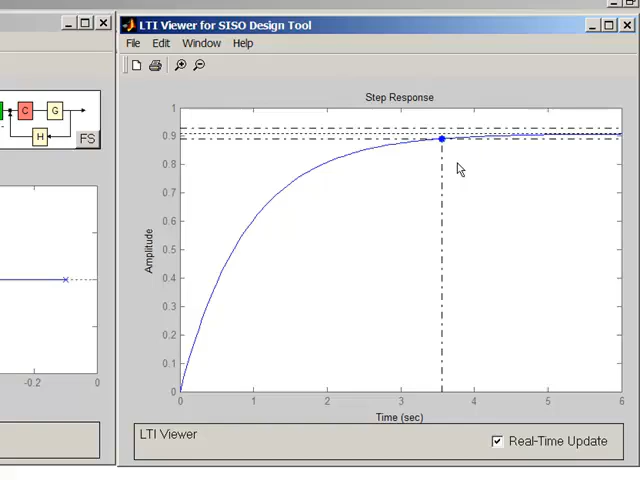 LTI Viewer for SISO Design Tool
File Edit Window Help
C G
H
FS
Step Response
1
0.9
0.8
0.7
0.6
0.5
0.4
0.3
0.2
0.1
0
Amplitude
0 1 2 3 4 5 6
Time (sec)
-0.2 0
LTI Viewer
Real-Time Update